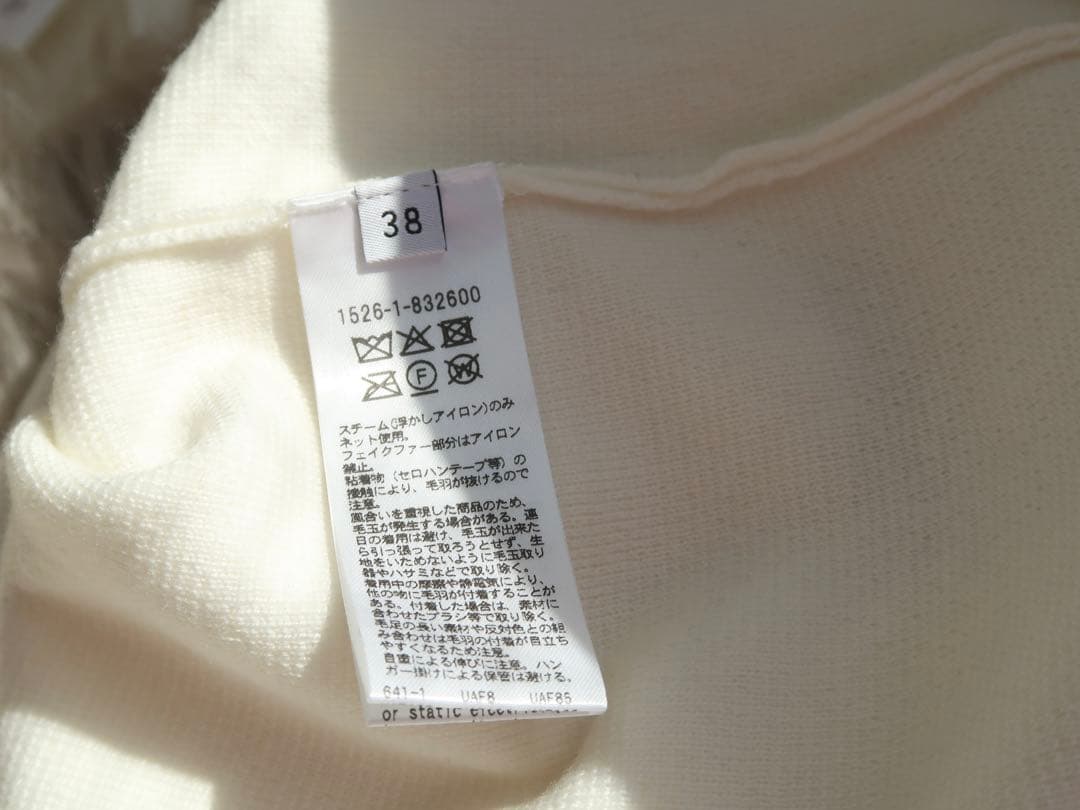 38
1526-1-832600
F
W
スチーム(浮かしアイロン)のみ
ネット使用。
フェイクファー部分はアイロン
禁止。
粘着物(セロハンテープ等)の
接触により、毛羽が抜けるので
注意。
風合いを重視した商品のため、
毛玉が発生する場合がある。連
日の着用は避け、毛玉が出来た
ら引っ張って取ろうとせず、生
地をいためないように毛玉取り
器やハサミなどで取り除く。
着用中の摩擦や静電気により、
他の物に毛羽が付着することが
ある。付着した場合は、素材に
合わせたブラシ等で取り除く。
毛足の長い素材や反対色との組
み合わせは毛羽の付着が目立ち
やすくなるため注意。
自重による伸びに注意。ハン
ガー掛けによる保管は避ける。
641-1 UAF8 UAF85
or static